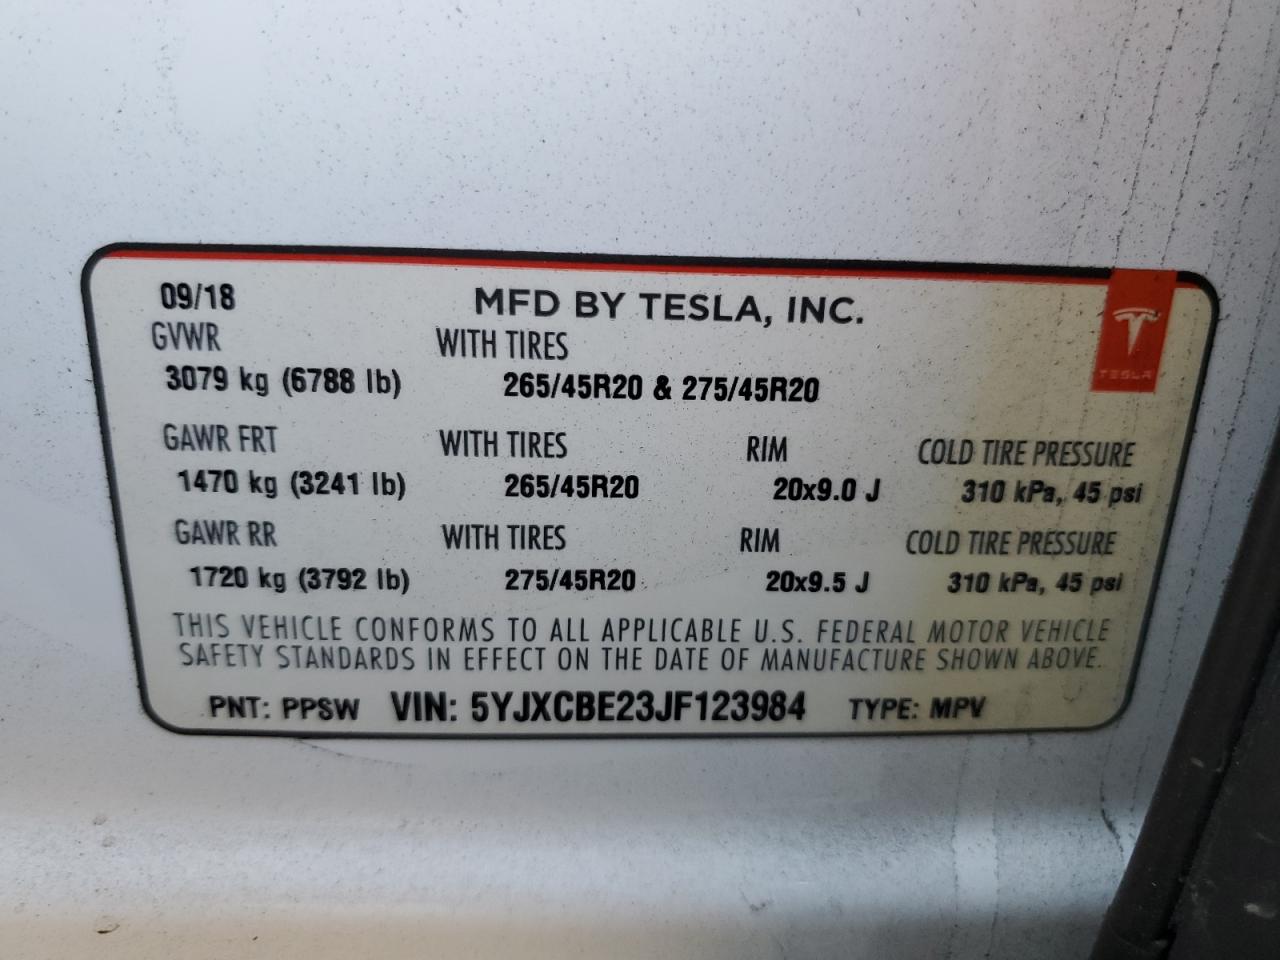 09/18 MFD BY TESLA, INC.
GVWR WITH TIRES
3079 kg (6788 lb) 265/45R20 & 275/45R20
TESLA
GAWR FRT WITH TIRES RIM COLD TIRE PRESSURE
1470 kg (3241 lb) 265/45R20 20x9.0 J 310 kPa, 45 psi
GAWR RR WITH TIRES RIM COLD TIRE PRESSURE
1720 kg (3792 lb) 275/45R20 20x9.5 J 310 kPa, 45 psi
THIS VEHICLE CONFORMS TO ALL APPLICABLE U.S. FEDERAL MOTOR VEHICLE
SAFETY STANDARDS IN EFFECT ON THE DATE OF MANUFACTURE SHOWN ABOVE.
PNT: PPSW VIN: 5YJXCBE23JF123984 TYPE: MPV